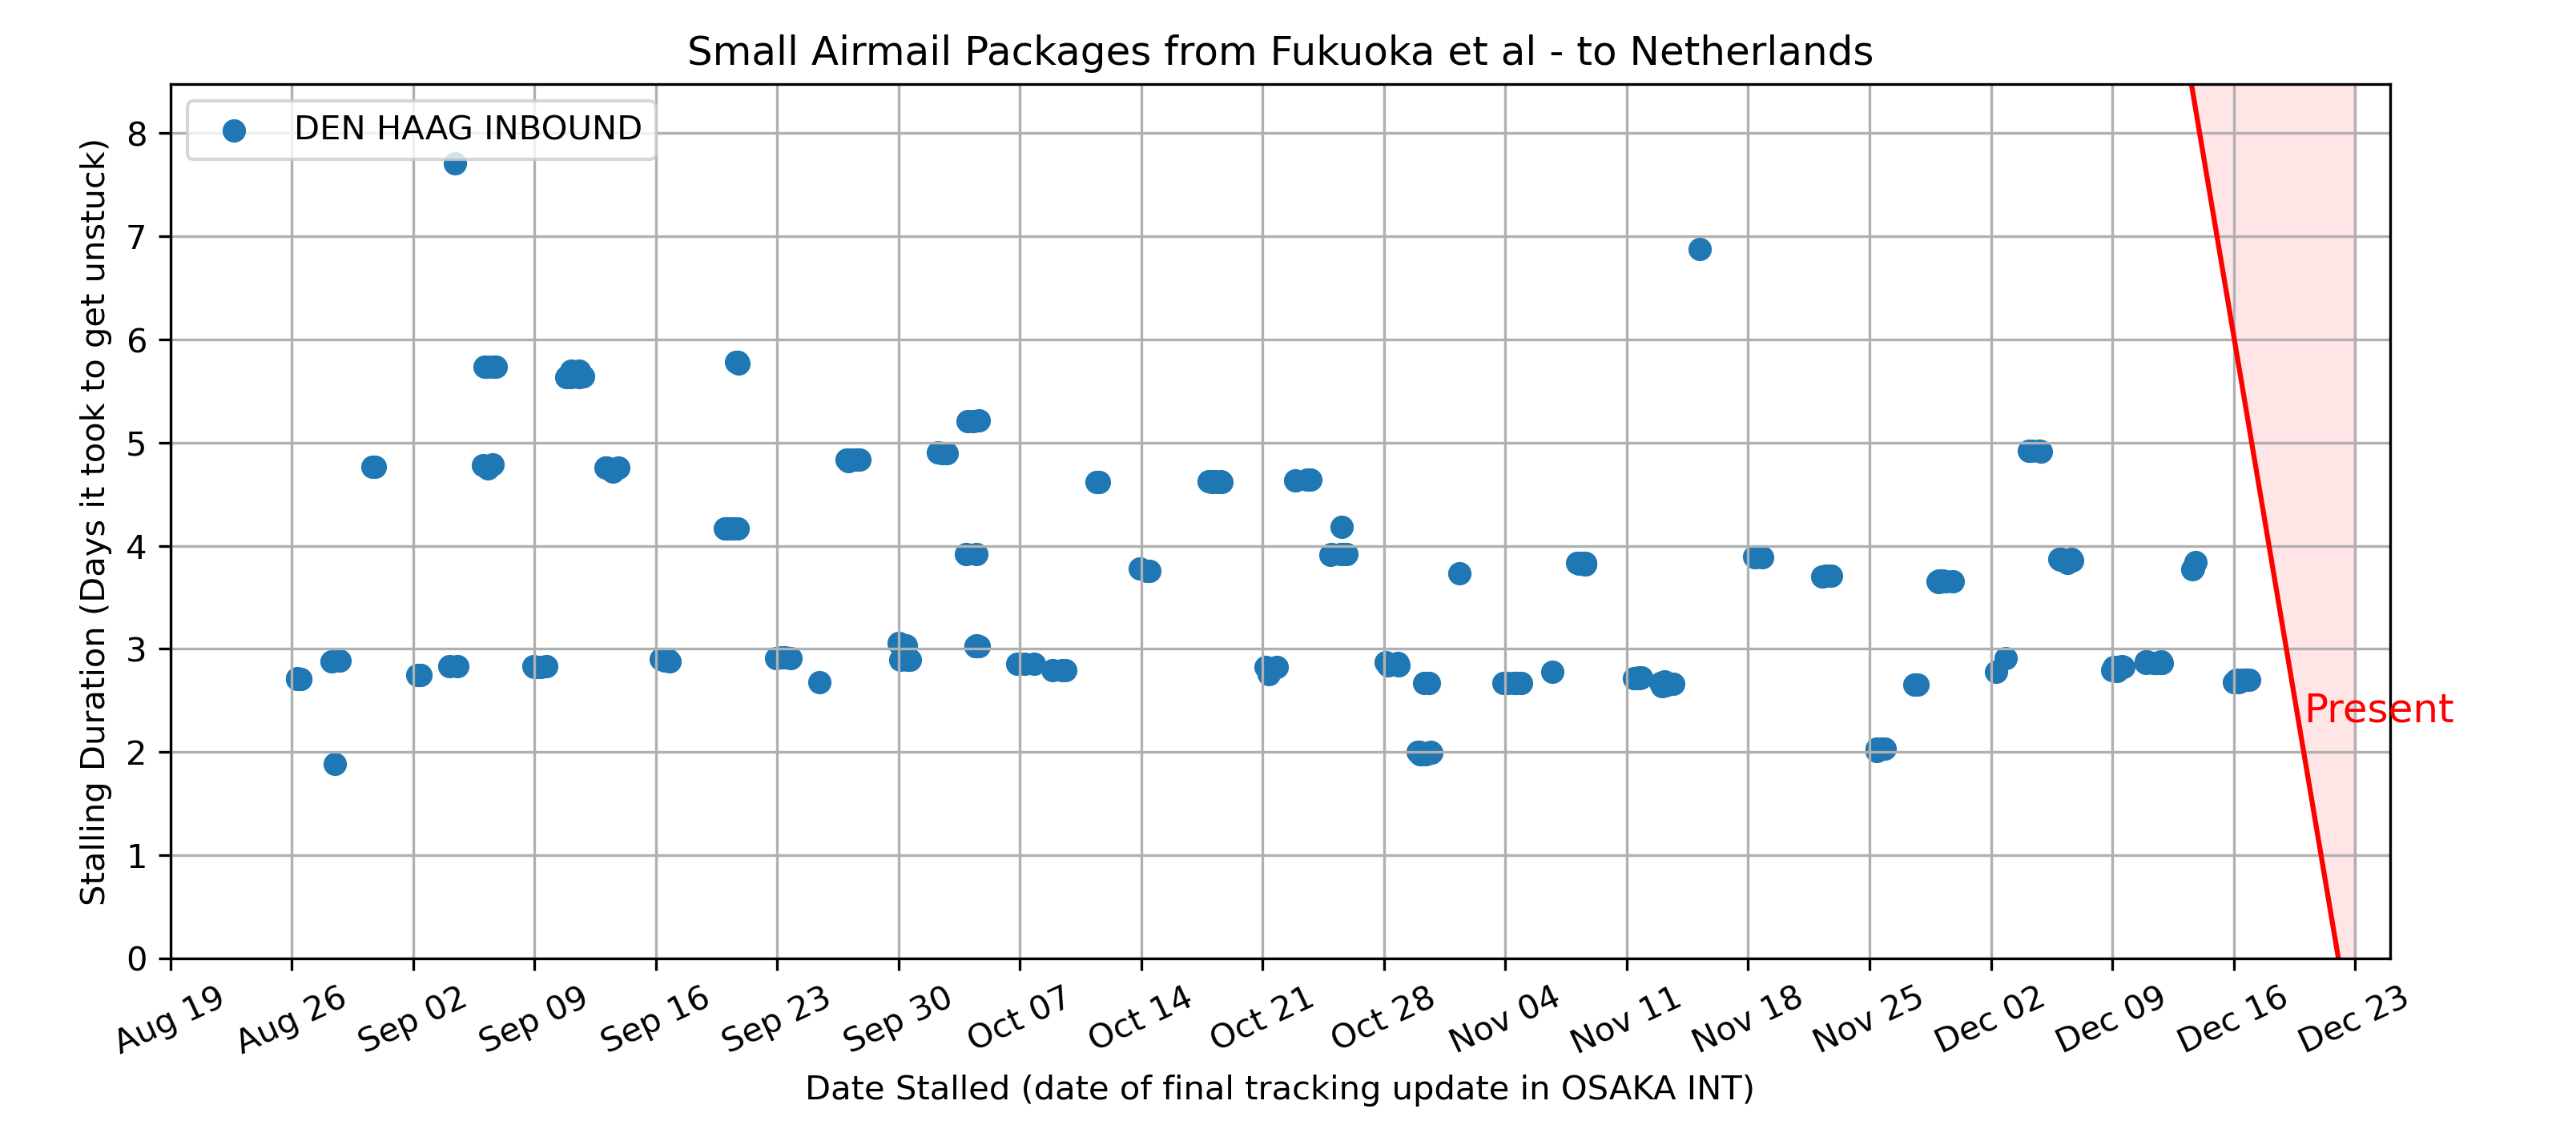 Small Airmail Packages from Fukuoka et al - to Netherlands
DEN HAAG INBOUND
Stalling Duration (Days it took to get unstuck)
8
7
6
5
4
3
2
1
0
Present
Aug 19
Aug 26
Sep 02
Sep 09
Sep 16
Sep 23
Sep 30
Oct 07
Oct 14
Oct 21
Oct 28
Nov 04
Nov 11
Nov 18
Nov 25
Dec 02
Dec 09
Dec 16
Dec 23
Date Stalled (date of final tracking update in OSAKA INT)